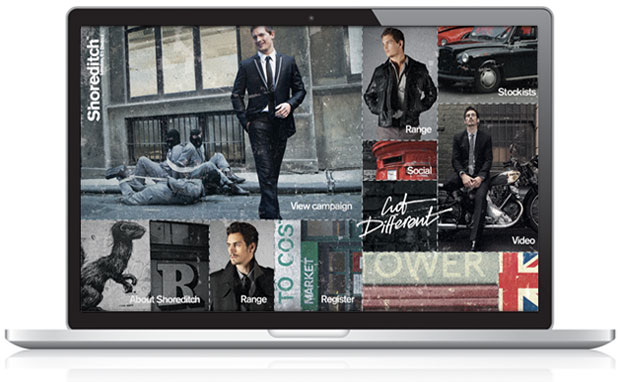 Shoreditch
View campaign
Range
Stockists
Social
Cut
Different
Video
R
About Shoreditch
Range
TO COS
MARKET
Register
TOWER